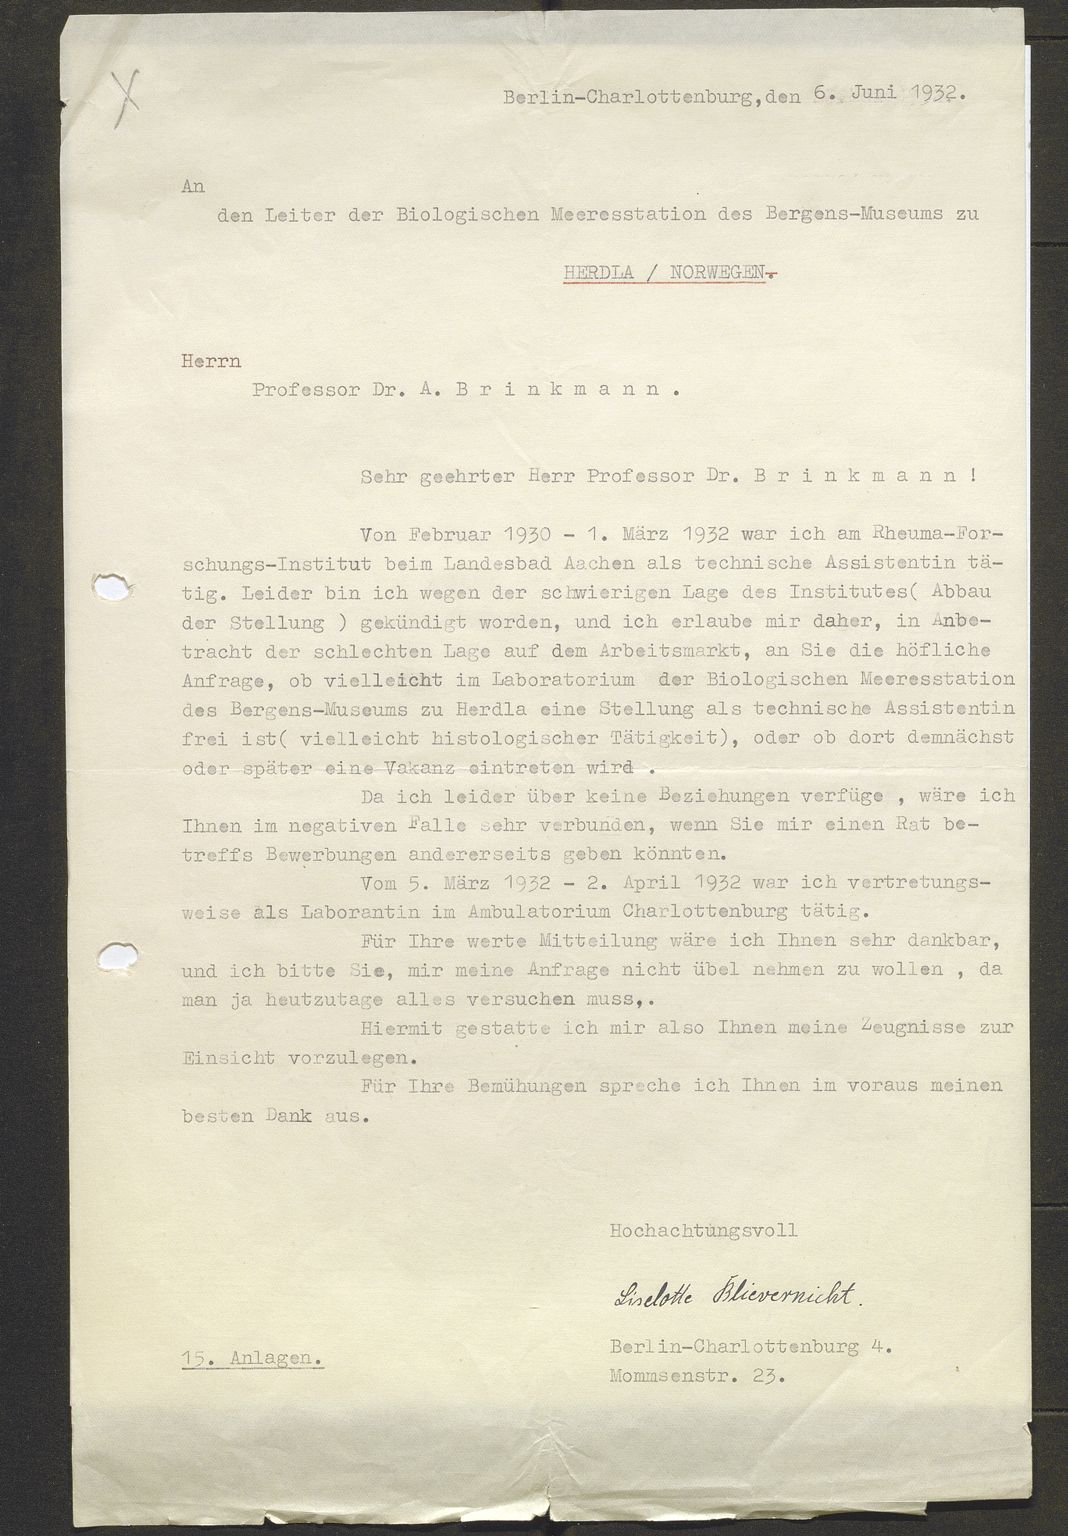 Berlin-Charlottenburg,den 6. Juni 1932.
An
den Leiter der Biologischen Meeresstation des Bergens-Museums zu
HERDLA / NORWEGEN.
Herrn
Professor Dr. A. B r i n k m a n n .
Sehr geehrter Herr Professor Dr. B r i n k m a n n !
Von Februar 1930 - 1. März 1932 war ich am Rheuma-For-
schungs-Institut beim Landesbad Aachen als technische Assistentin tä-
tig. Leider bin ich wegen der schwierigen Lage des Institutes( Abbau
der Stellung ) gekündigt worden, und ich erlaube mir daher, in Anbe-
tracht der schlechten Lage auf dem Arbeitsmarkt, an Sie die höfliche
Anfrage, ob vielleicht im Laboratorium der Biologischen Meeresstation
des Bergens-Museums zu Herdla eine Stellung als technische Assistentin
frei ist( vielleicht histologischer Tätigkeit), oder ob dort demnächst
oder später eine Vakanz eintreten wird .
Da ich leider über keine Beziehungen verfüge , wäre ich
Ihnen im negativen Falle sehr verbunden, wenn Sie mir einen Rat be-
treffs Bewerbungen andererseits geben könnten.
Vom 5. März 1932 - 2. April 1932 war ich vertretungs-
weise als Laborantin im Ambulatorium Charlottenburg tätig.
Für Ihre werte Mitteilung wäre ich Ihnen sehr dankbar,
und ich bitte Sie, mir meine Anfrage nicht übel nehmen zu wollen , da
man ja heutzutage alles versuchen muss,.
Hiermit gestatte ich mir also Ihnen meine Zeugnisse zur
Einsicht vorzulegen.
Für Ihre Bemühungen spreche ich Ihnen im voraus meinen
besten Dank aus.
Hochachtungsvoll
Liselotte Blievernicht.
Berlin-Charlottenburg 4.
15. Anlagen.
Mommsenstr. 23.